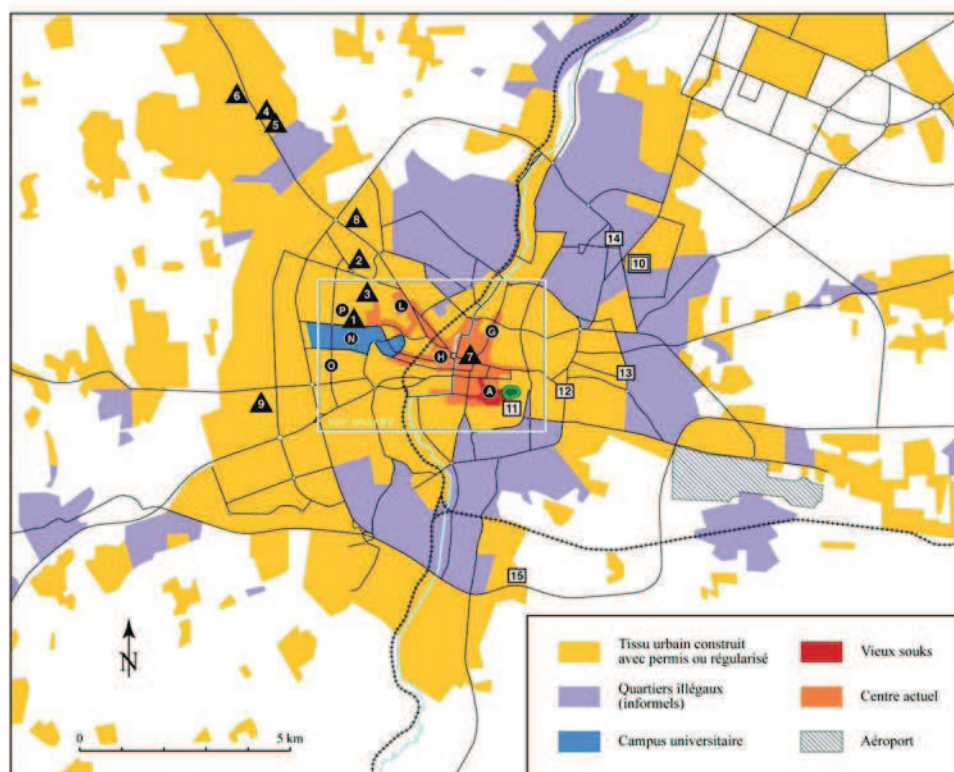 6
4
5
8
14
2
10
3
P
L
1
G
N
H
7
O
13
A
12
9
11
15
N
0
5 km
Tissu urbain construit
avec permis ou régularisé
Quartiers illégaux
(informels)
Campus universitaire
Vieux souks
Centre actuel
Aéroport